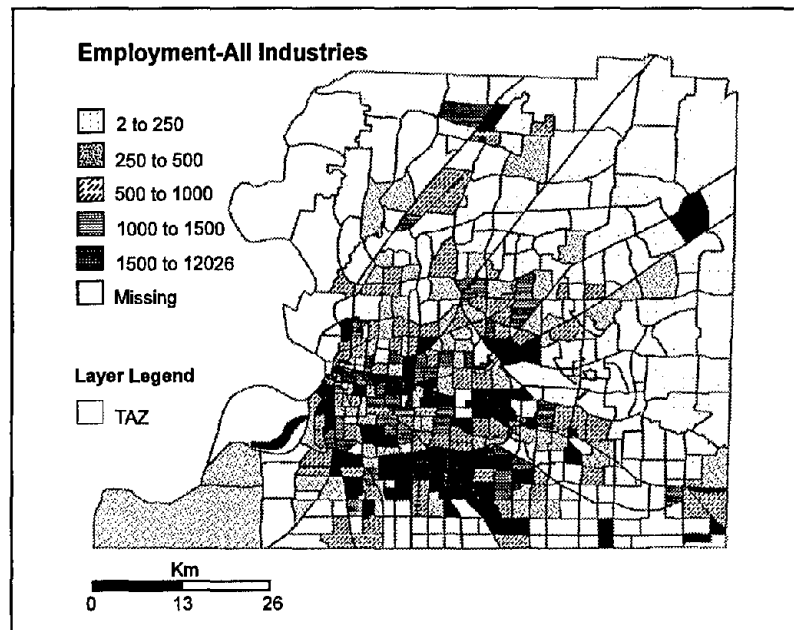 Employment-All Industries
2 to 250
250 to 500
500 to 1000
1000 to 1500
1500 to 12026
Missing
Layer Legend
TAZ
Km
0 13 26